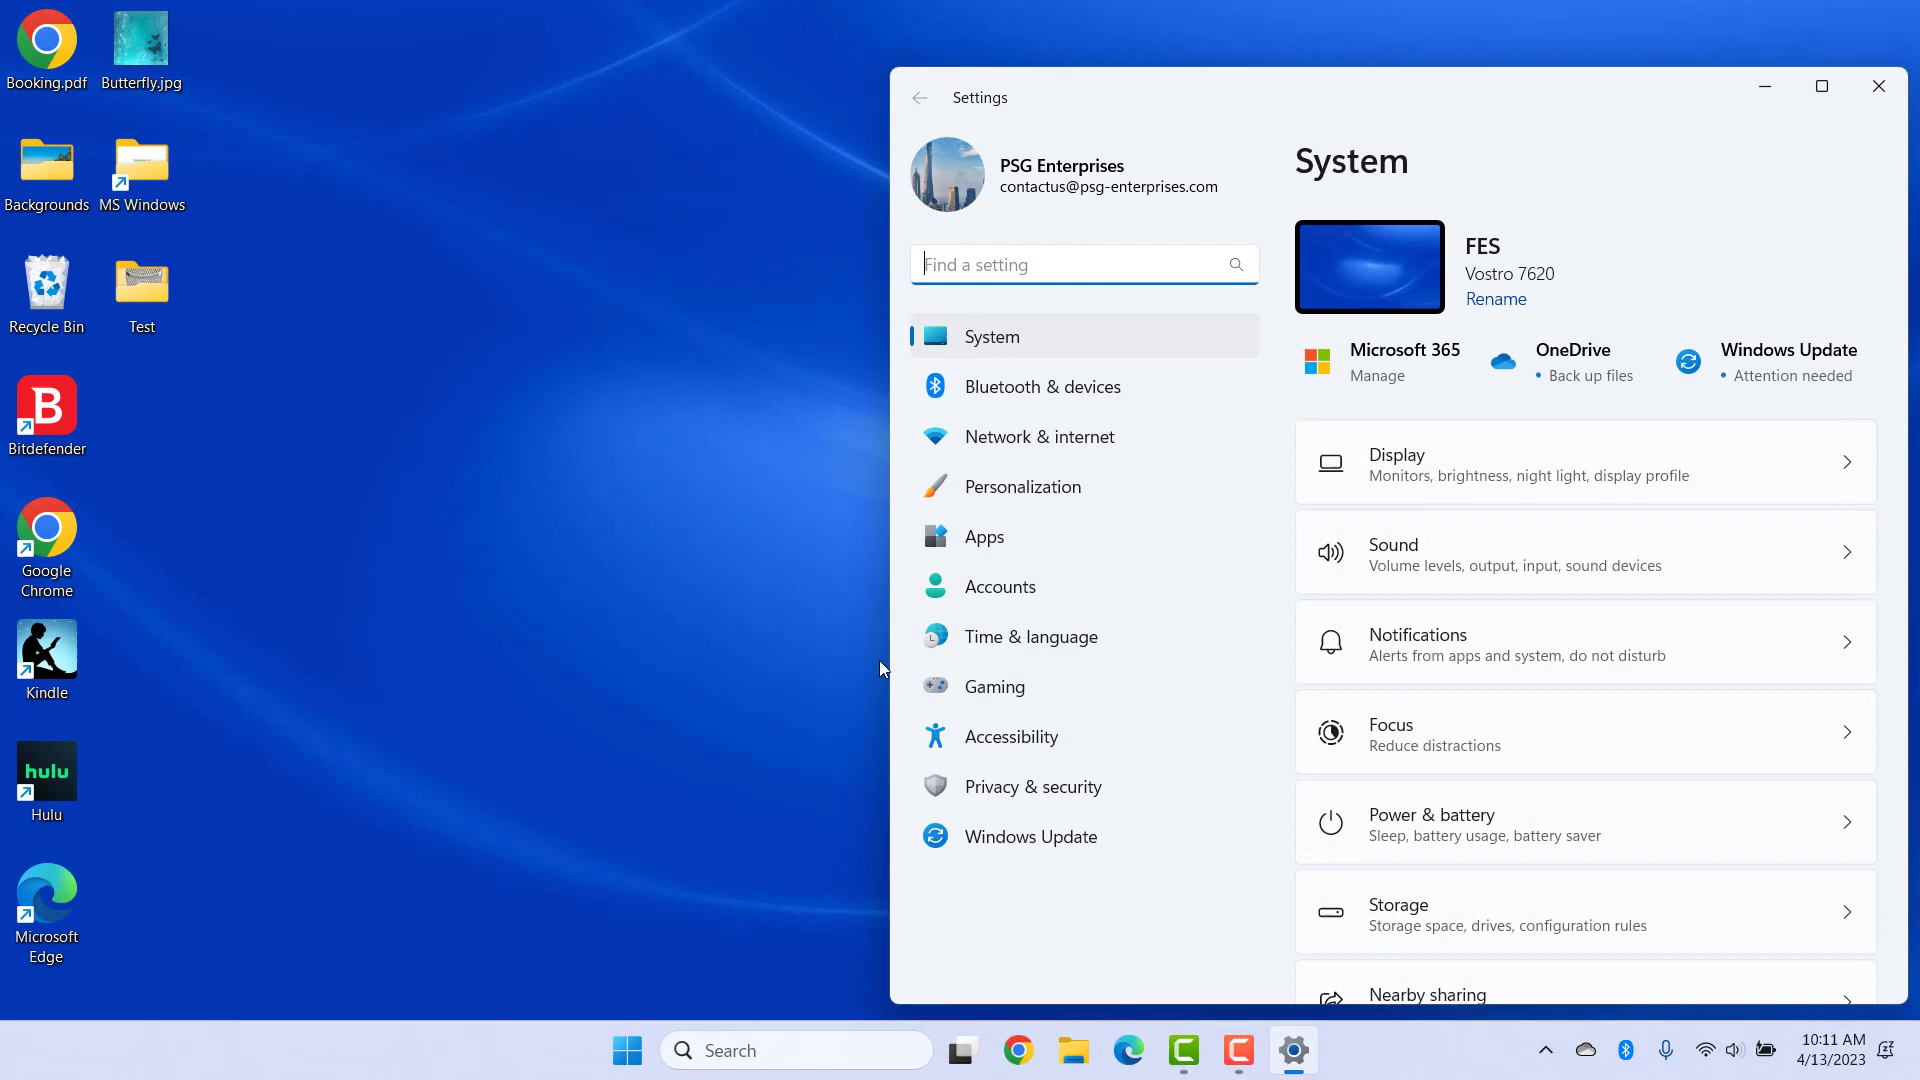 Booking.pdf
Butterfly.jpg
Backgrounds
MS Windows
Recycle Bin
Test
B
Bitdefender
Google
Chrome
Kindle
hulu
Hulu
Microsoft
Edge
Settings
PSG Enterprises
contactus@psg-enterprises.com
Find a setting
System
Bluetooth & devices
Network & internet
Personalization
Apps
Accounts
Time & language
Gaming
Accessibility
Privacy & security
Windows Update
System
FES
Vostro 7620
Rename
Microsoft 365
Manage
OneDrive
• Back up files
Windows Update
• Attention needed
Display
Monitors, brightness, night light, display profile
Sound
Volume levels, output, input, sound devices
Notifications
Alerts from apps and system, do not disturb
Focus
Reduce distractions
Power & battery
Sleep, battery usage, battery saver
Storage
Storage space, drives, configuration rules
Nearby sharing
Search
10:11 AM
4/13/2023